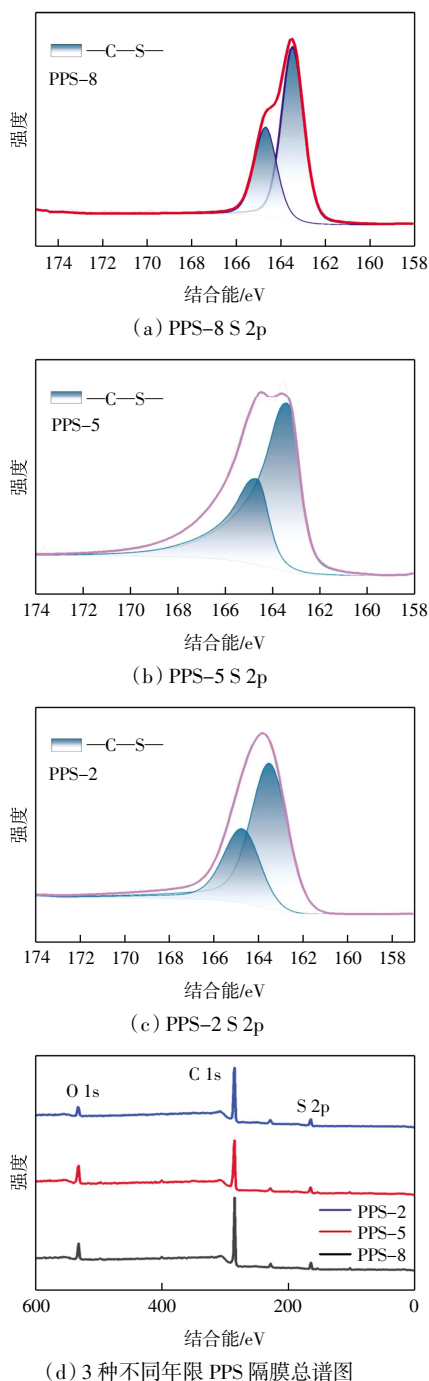 —C—S—
PPS-8
强度
174 172 170 168 166 164 162 160 158
结合能/eV
(a) PPS-8 S 2p
—C—S—
PPS-5
强度
174 172 170 168 166 164 162 160 158
结合能/eV
(b) PPS-5 S 2p
—C—S—
PPS-2
强度
174 172 170 168 166 164 162 160 158
结合能/eV
(c) PPS-2 S 2p
O 1s
C 1s
S 2p
强度
PPS-2
PPS-5
PPS-8
600 400 200 0
结合能/eV
(d) 3 种不同年限 PPS 隔膜总谱图